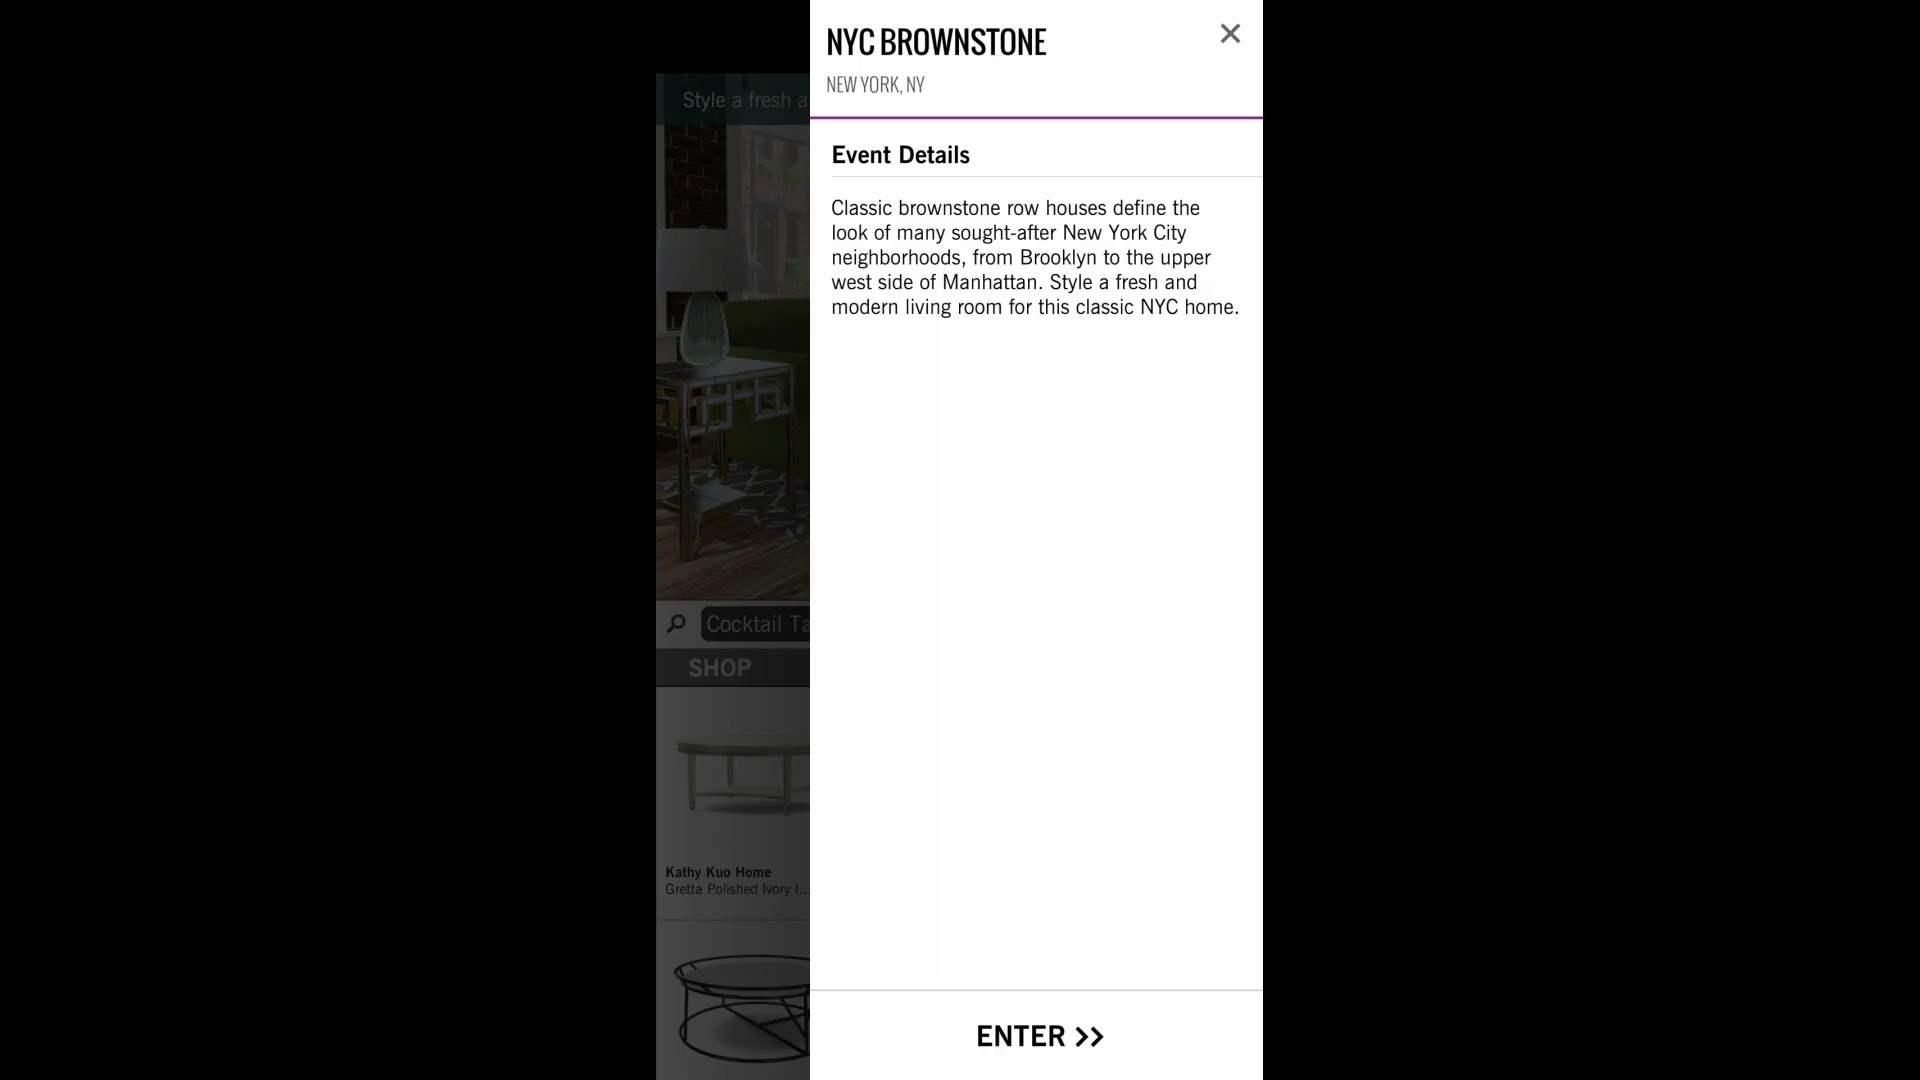 NYC BROWNSTONE
NEW YORK, NY
Event Details
Classic brownstone row houses define the
look of many sought-after New York City
neighborhoods, from Brooklyn to the upper
west side of Manhattan. Style a fresh and
modern living room for this classic NYC home.
ENTER >>
Style a fresh a
Cocktail Ta
SHOP
Kathy Kuo Home
Gretta Polished Ivory I...